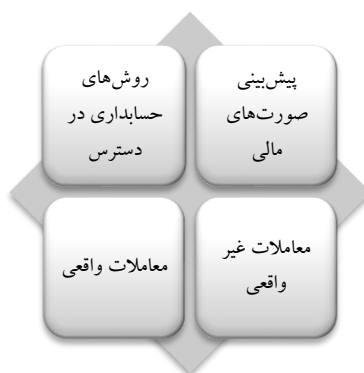 پیش‌بینی
صورت‌های
مالی
روش‌های
حسابداری در
دسترس
معاملات غیر
واقعی
معاملات واقعی